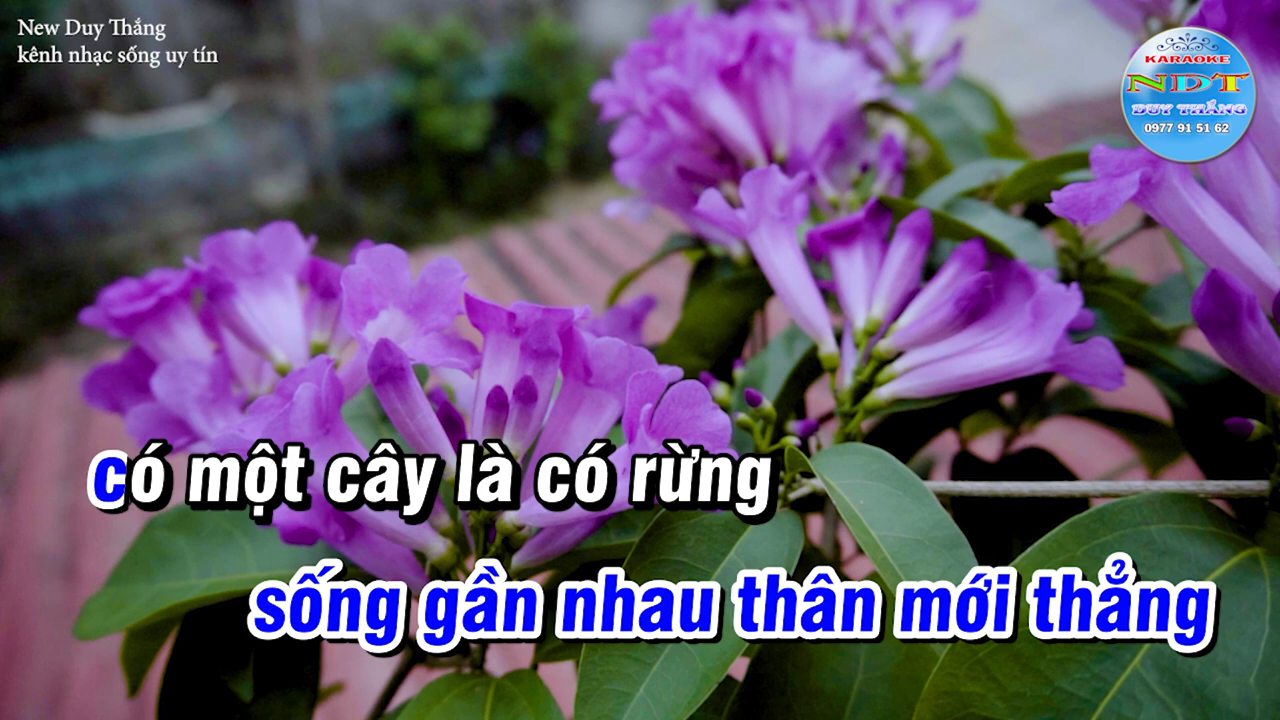 New Duy Thắng
kênh nhạc sống uy tín
KARAOKE
NDT
DUY THẮNG
0977 91 51 62
có một cây là có rừng
sống gần nhau thân mới thẳng